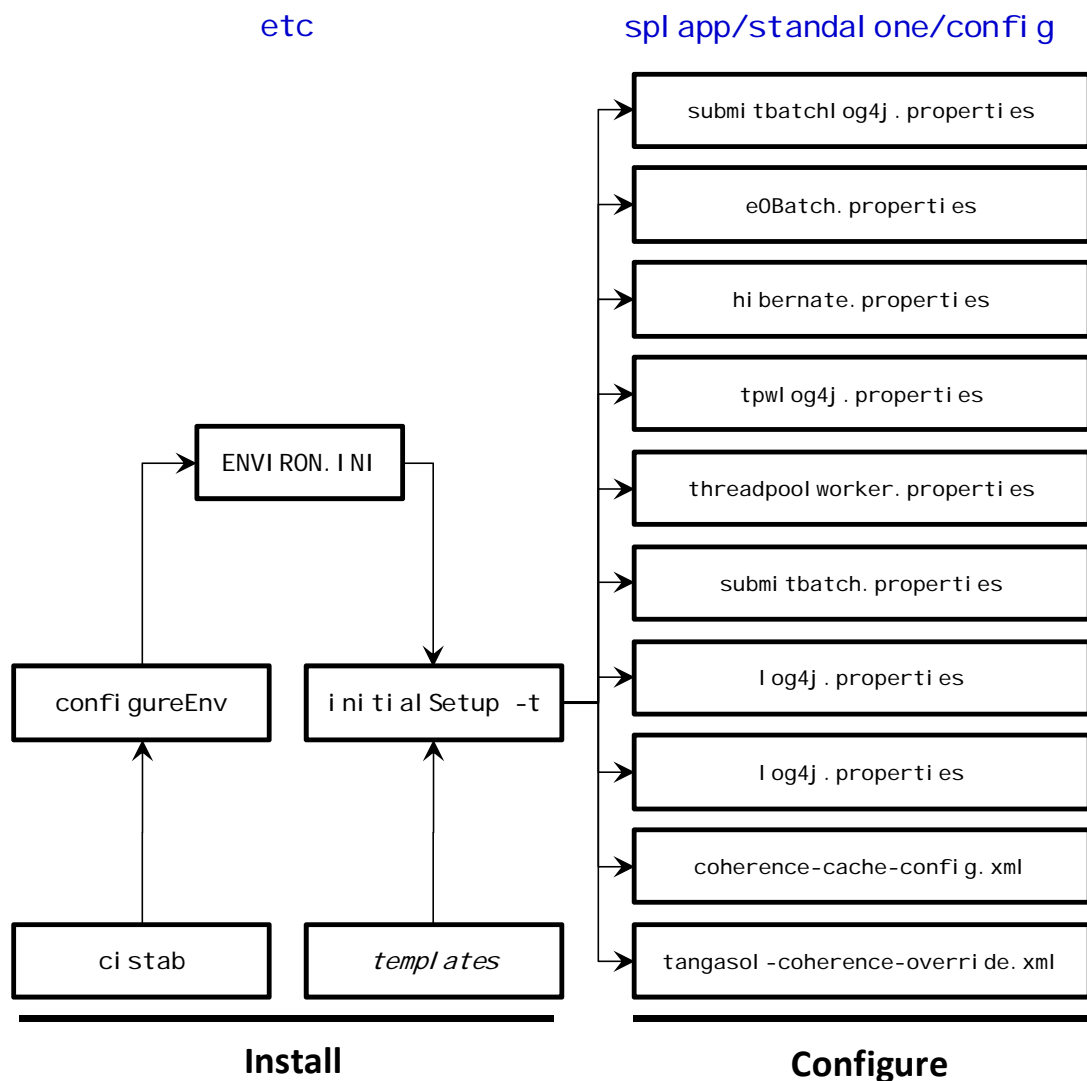 etc
splapp/standalone/config
submitbatchlog4j.properties
e0Batch.properties
hibernate.properties
tpwlog4j.properties
ENVIRON.INI
threadpoolworker.properties
submitbatch.properties
configureEnv
initialSetup -t
log4j.properties
log4j.properties
coherence-cache-config.xml
cistab
templates
tangasol-coherence-override.xml
Install
Configure